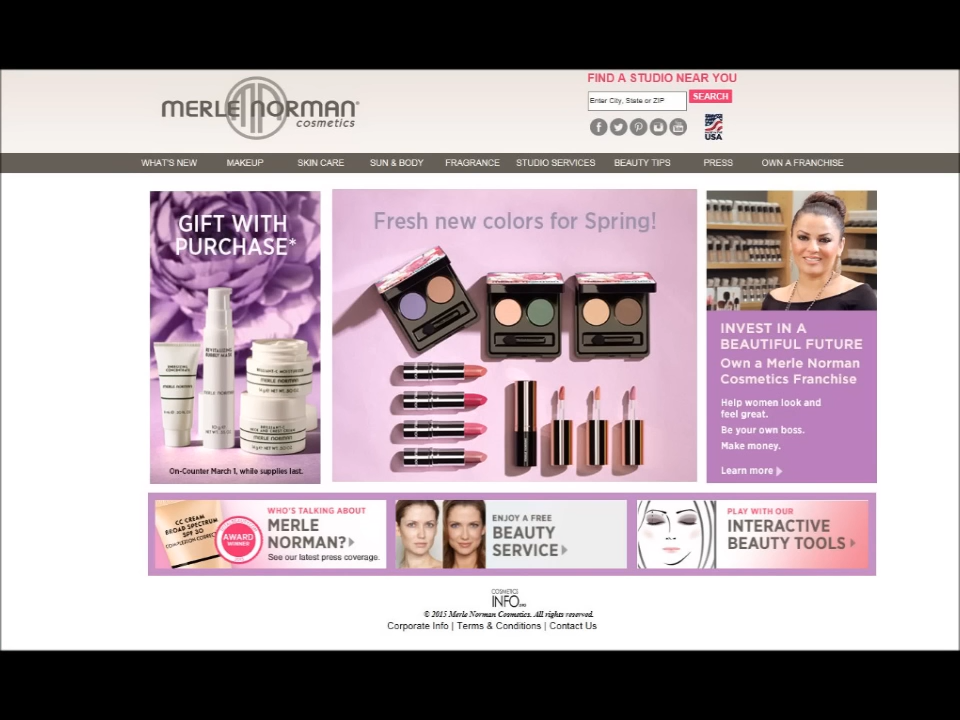 FIND A STUDIO NEAR YOU
MERLE NORMAN
cosmetics
Enter City, State or ZIP
SEARCH
USA
WHAT'S NEW MAKEUP SKIN CARE SUN & BODY FRAGRANCE STUDIO SERVICES BEAUTY TIPS PRESS OWN A FRANCHISE
GIFT WITH
PURCHASE*
MERLE NORMAN
MERLE NORMAN
On-Counter March 1, while supplies last.
Fresh new colors for Spring!
INVEST IN A
BEAUTIFUL FUTURE
Own a Merle Norman
Cosmetics Franchise
Help women look and
feel great.
Be your own boss.
Make money.
Learn more
CC CREAM
BROAD SPECTRUM
SPF 30
AWARD
WINNER
WHO'S TALKING ABOUT
MERLE
NORMAN?
See our latest press coverage.
ENJOY A FREE
BEAUTY
SERVICE
PLAY WITH OUR
INTERACTIVE
BEAUTY TOOLS
COSMETICS
INFO
© 2015 Merle Norman Cosmetics. All rights reserved.
Corporate Info | Terms & Conditions | Contact Us